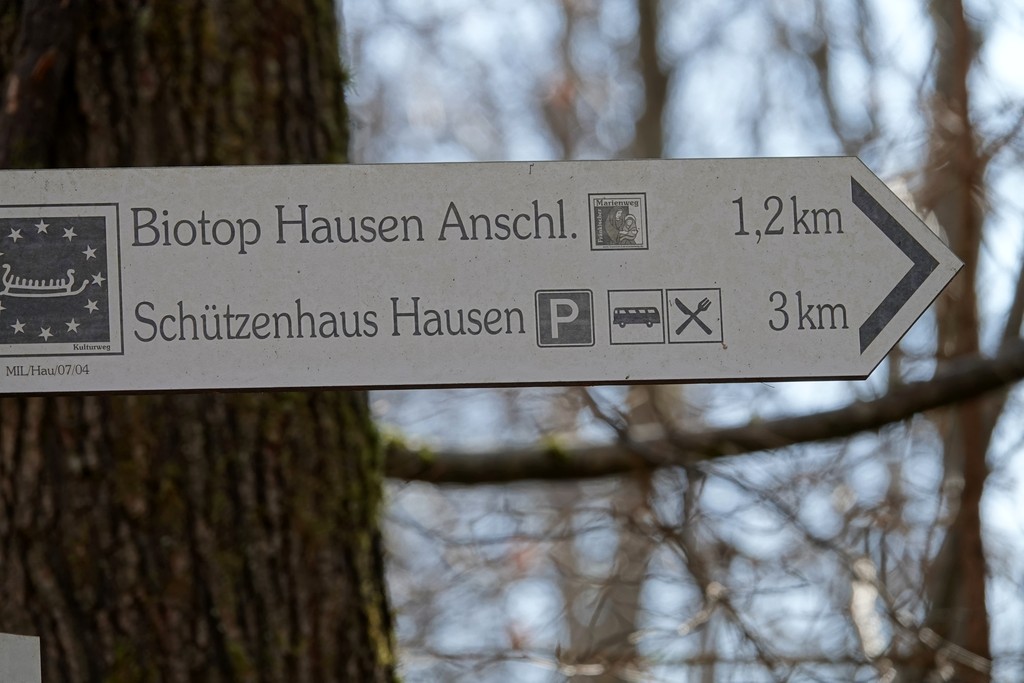 Biotop Hausen Anschl. Marienweg 1,2 km
Schützenhaus Hausen P 3 km
Kulturweg
MIL/Hau/07/04